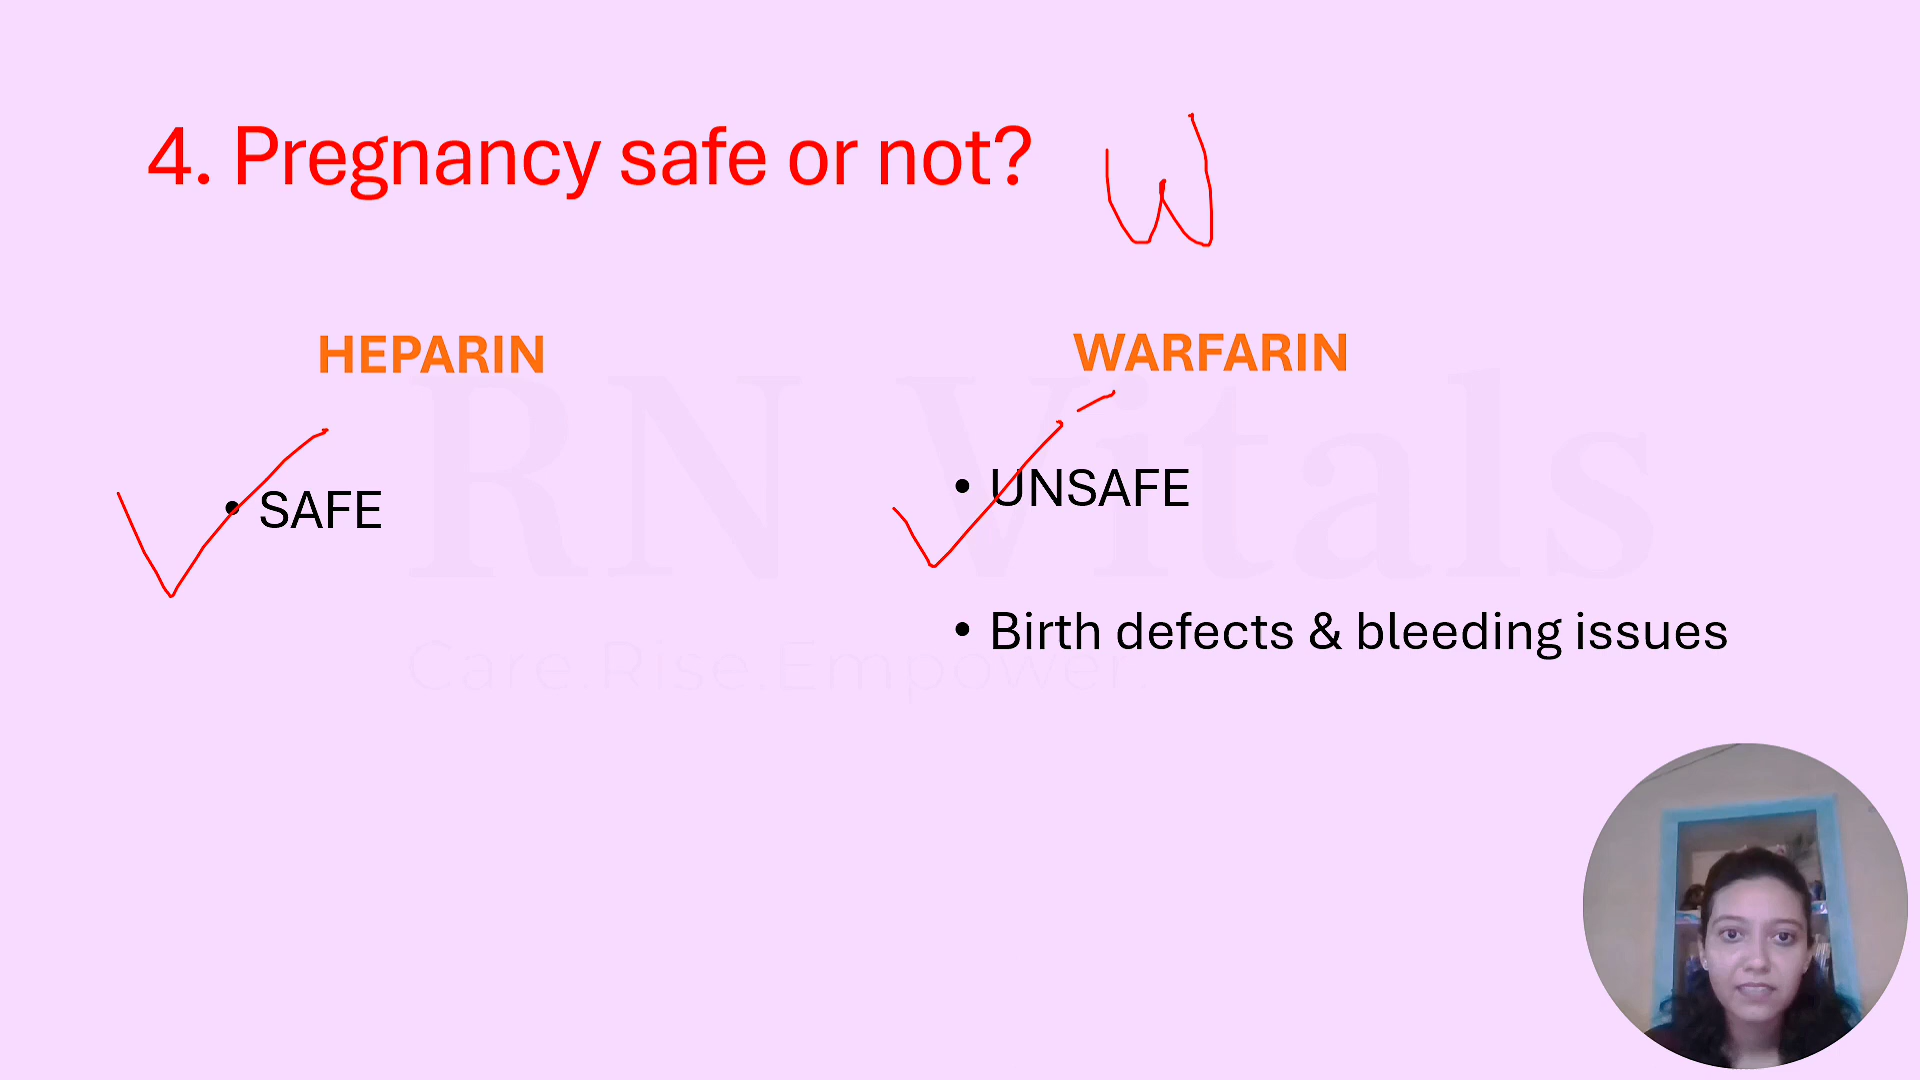 4. Pregnancy safe or not? W
HEPARIN
WARFARIN
• SAFE
• UNSAFE
• Birth defects & bleeding issues
RN Vitals
Care.Rise.Empower.